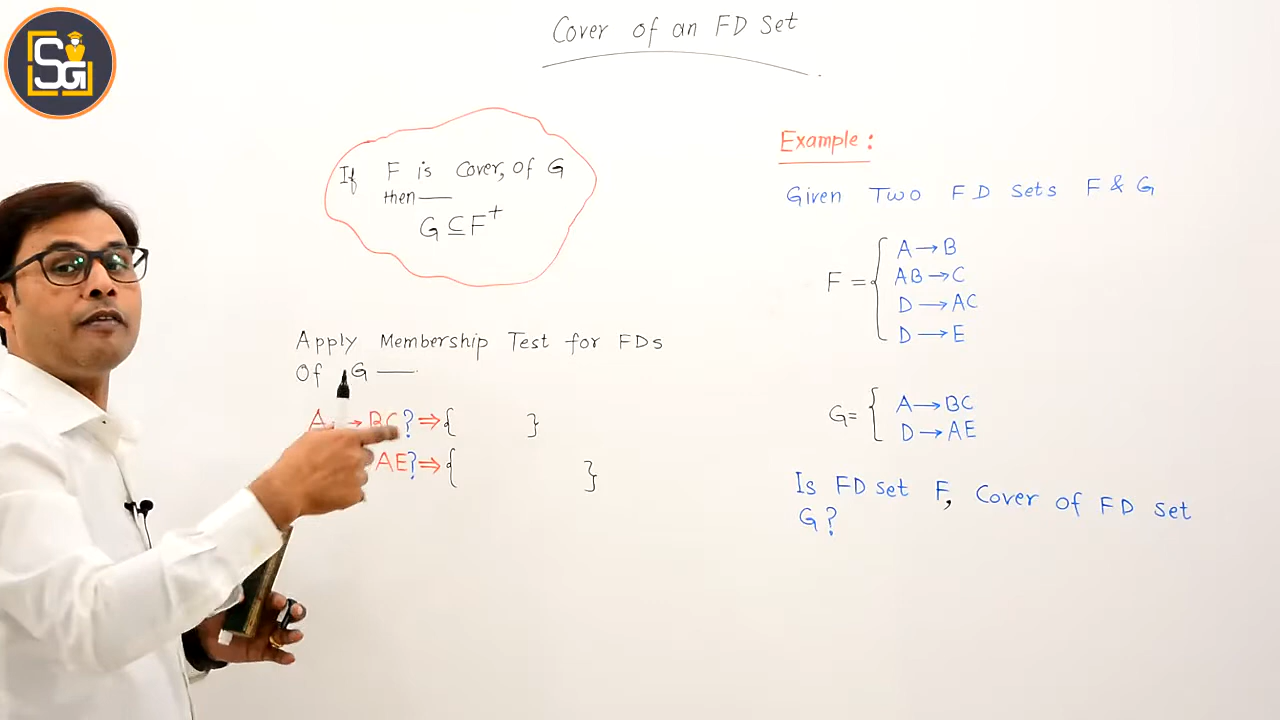 SG
Cover of an FD Set
If F is Cover, Of G
then —
G ⊆ F⁺
Apply Membership Test for FDs
Of G —
A → BC? ⇒ { }
AE? ⇒ { }
Example:
Given Two FD Sets F & G
F = {
A → B
AB → C
D → AC
D → E
G = {
A → BC
D → AE
Is FD set F, Cover of FD set
G?